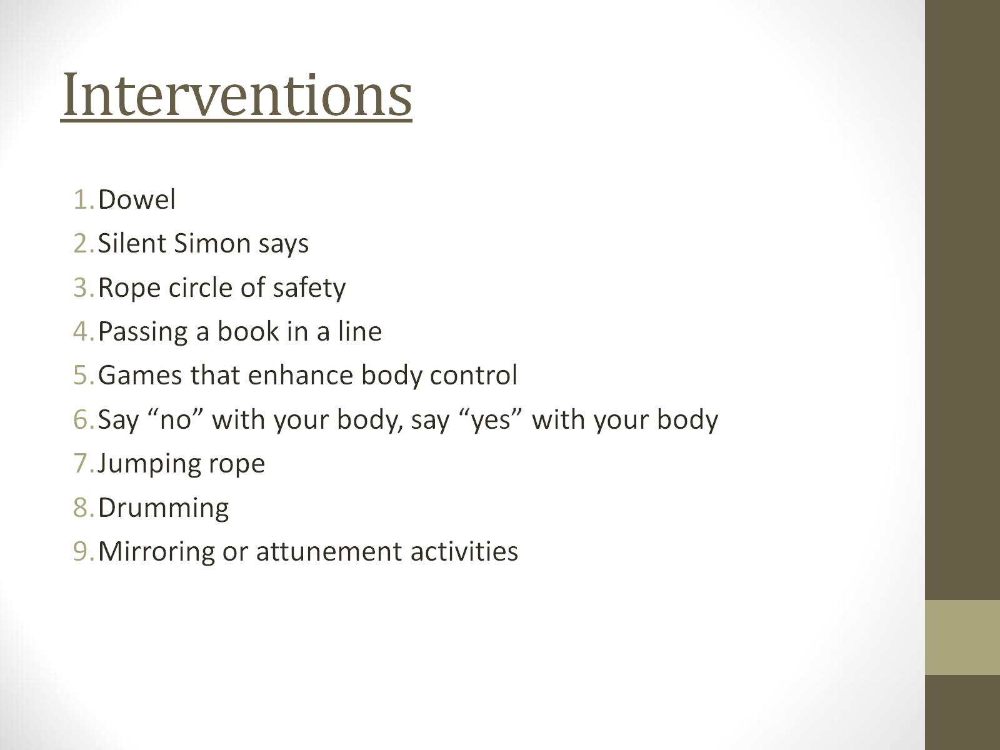 Interventions
1. Dowel
2. Silent Simon says
3. Rope circle of safety
4. Passing a book in a line
5. Games that enhance body control
6. Say “no” with your body, say “yes” with your body
7. Jumping rope
8. Drumming
9. Mirroring or attunement activities